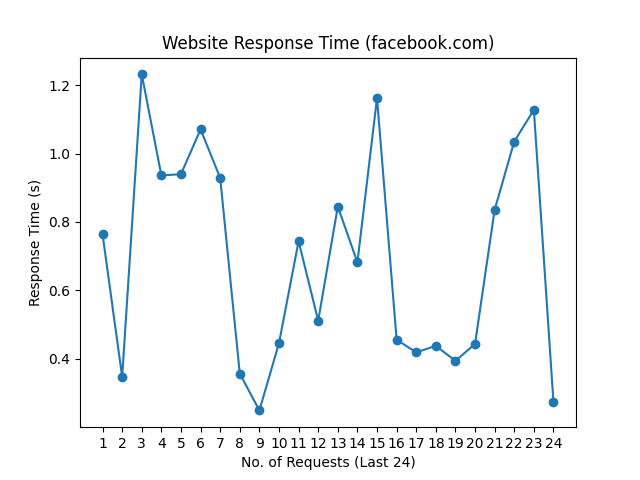 Website Response Time (facebook.com)
Response Time (s)
1.2
1.0
0.8
0.6
0.4
1 2 3 4 5 6 7 8 9 10 11 12 13 14 15 16 17 18 19 20 21 22 23 24
No. of Requests (Last 24)